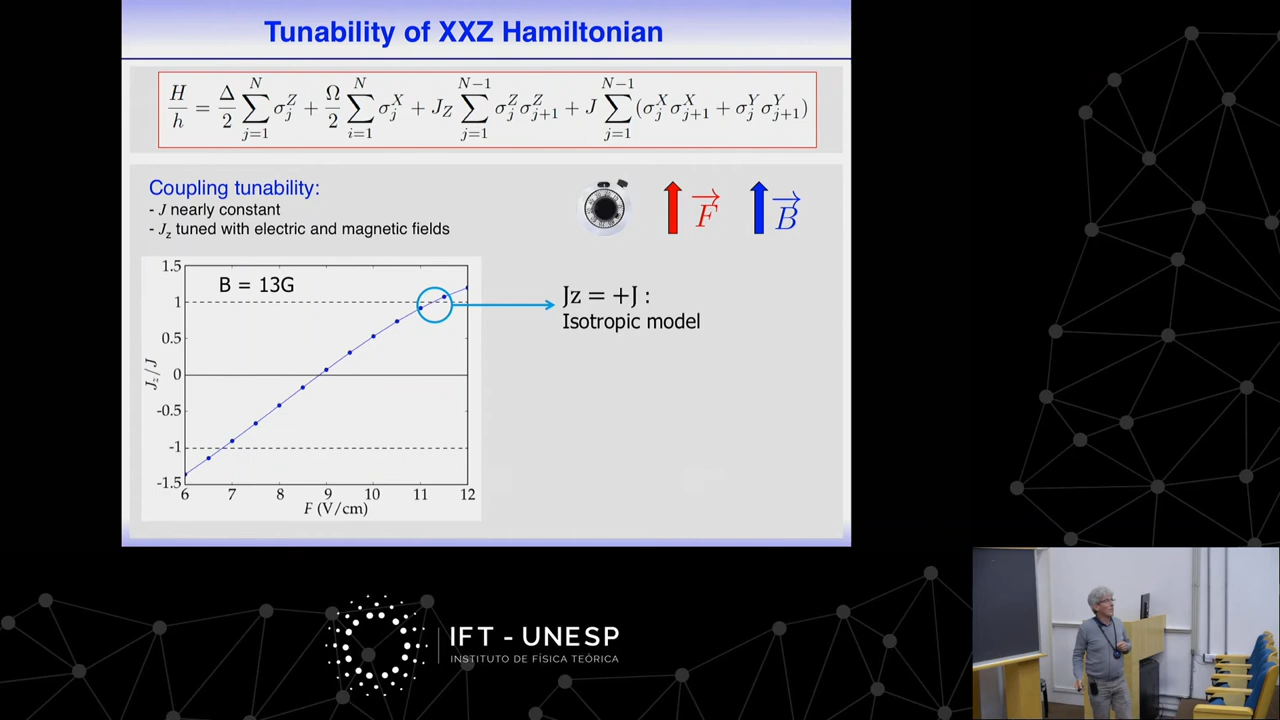 Tunability of XXZ Hamiltonian
H/h = Δ/2 ∑_{j=1}^{N} σ_j^Z + Ω/2 ∑_{i=1}^{N} σ_j^X + J_Z ∑_{j=1}^{N-1} σ_j^Z σ_{j+1}^Z + J ∑_{j=1}^{N-1} (σ_j^X σ_{j+1}^X + σ_j^Y σ_{j+1}^Y)
Coupling tunability:
- J nearly constant
- J_z tuned with electric and magnetic fields
F
B
B = 13G
1.5
1
0.5
0
-0.5
-1
-1.5
J_z/J
6 7 8 9 10 11 12
F (V/cm)
Jz = +J :
Isotropic model
IFT - UNESP
INSTITUTO DE FÍSICA TEÓRICA